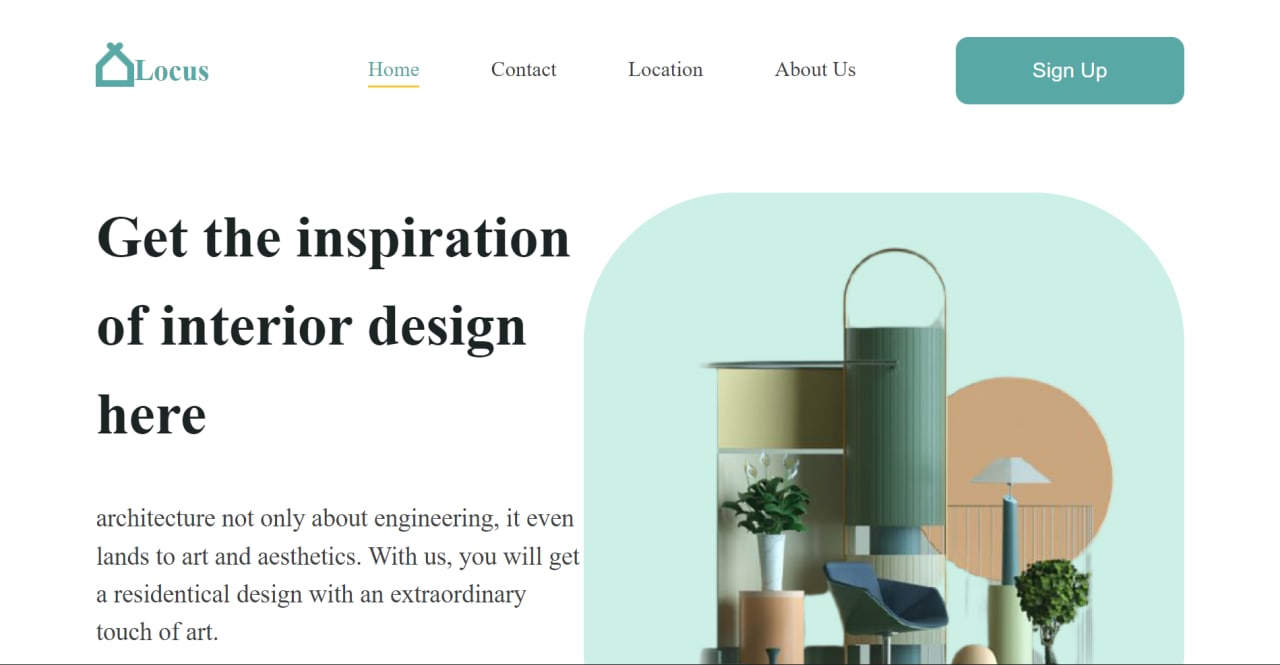 Locus
Home Contact Location About Us Sign Up
Get the inspiration
of interior design
here
architecture not only about engineering, it even
lands to art and aesthetics. With us, you will get
a residentical design with an extraordinary
touch of art.